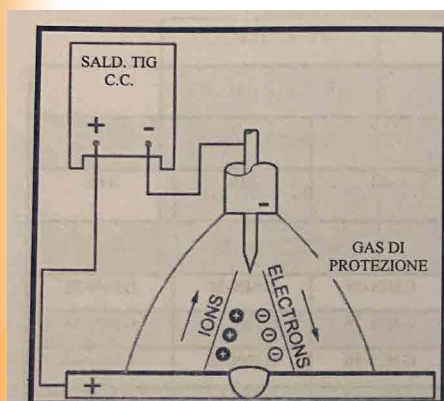 SALD. TIG
C.C.
+ -
-
GAS DI
PROTEZIONE
IONS
ELECTRONS
+ -
+ -
+ -
+